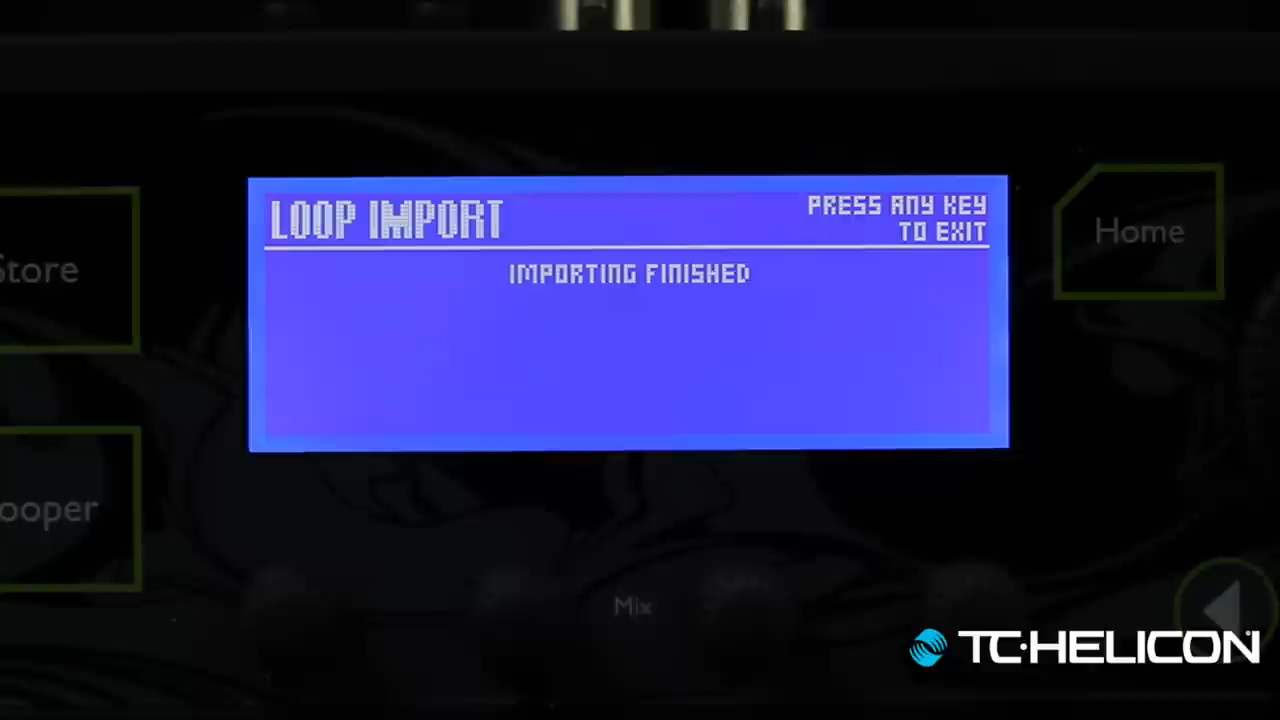 LOOP IMPORT
PRESS ANY KEY
TO EXIT
IMPORTING FINISHED
Store
Home
ooper
Mix
TC·HELICON